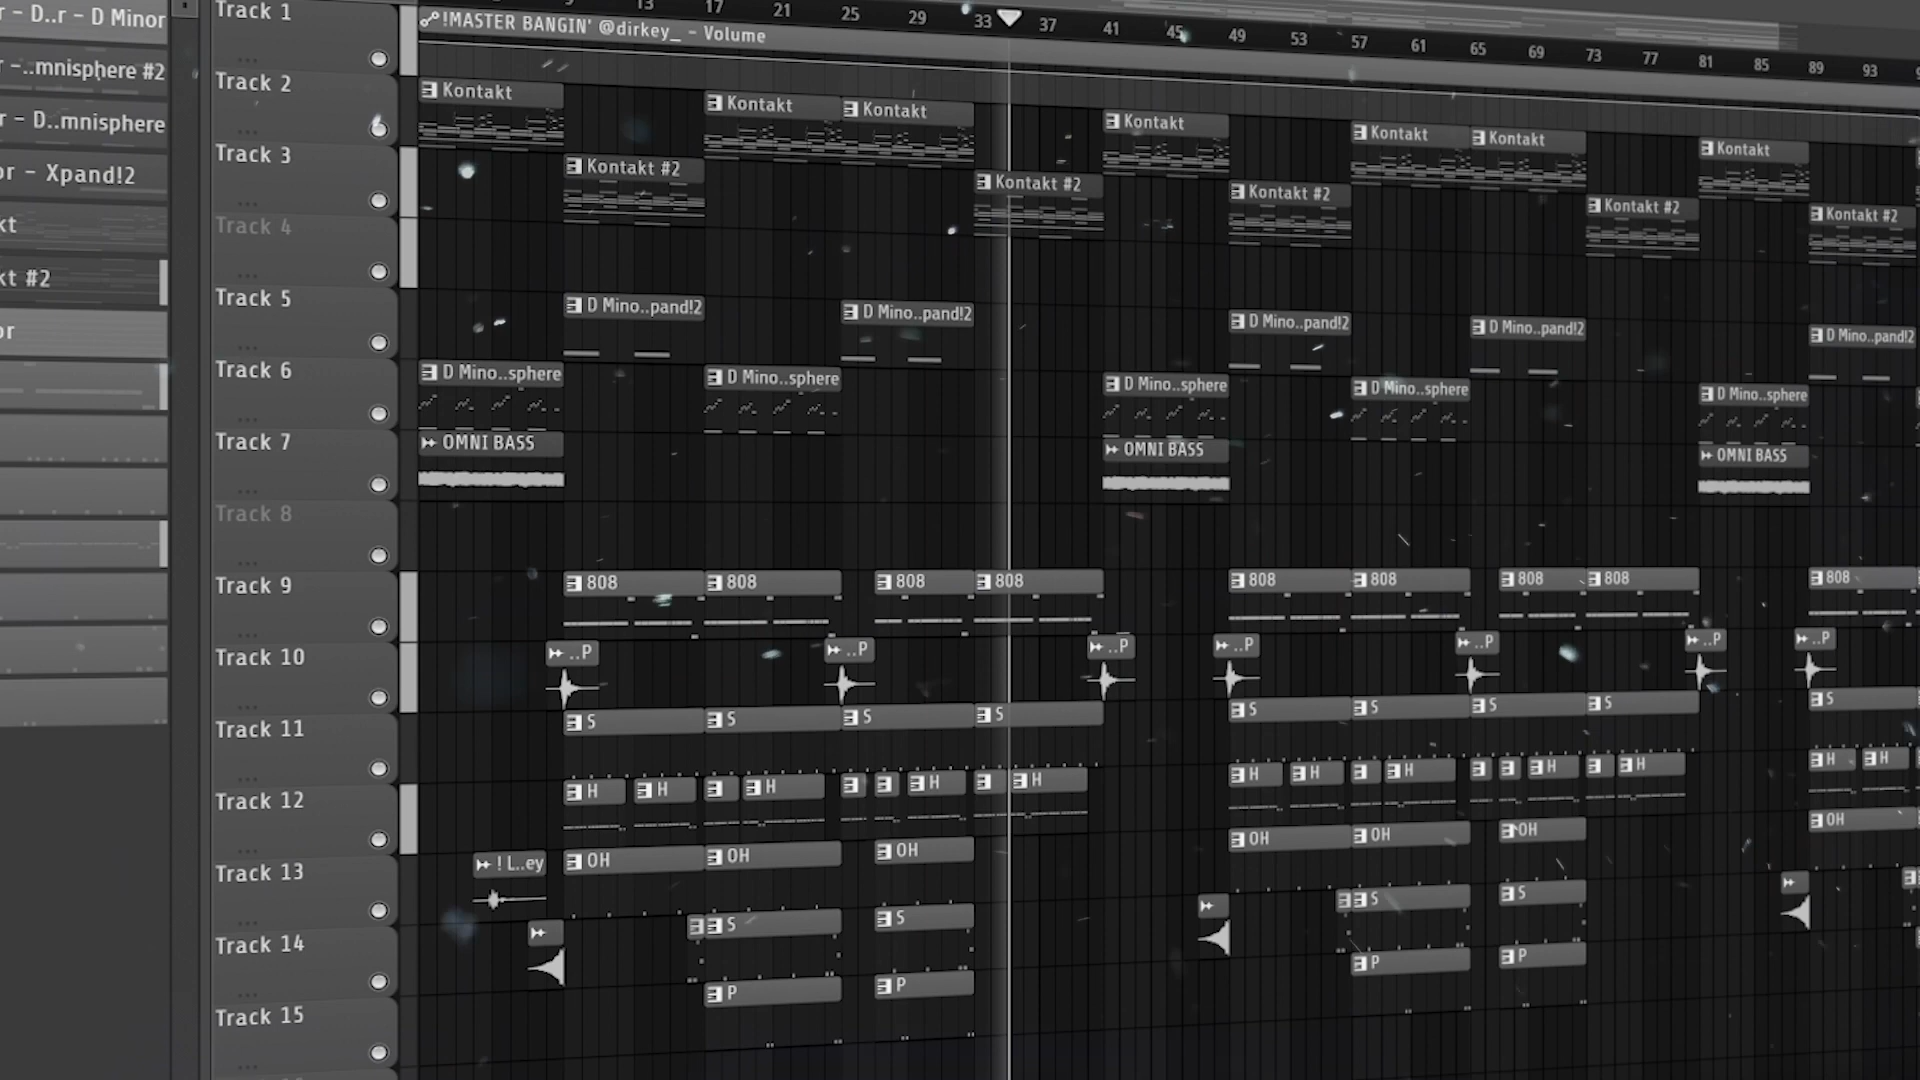 r - D..r - D Minor
r -..mnisphere #2
r - D..mnisphere
or - Xpand!2
kt
kt #2
or
13 17 21 25 29 33 37 41 45 49 53 57 61 65 69 73 77 81 85 89 93
Track 1
!MASTER BANGIN' @dirkey_ - Volume
Track 2
Kontakt Kontakt Kontakt Kontakt Kontakt Kontakt Kontakt
Track 3
Kontakt #2 Kontakt #2 Kontakt #2 Kontakt #2 Kontakt #2
Track 4
Track 5
D Mino..pand!2 D Mino..pand!2 D Mino..pand!2 D Mino..pand!2 D Mino..pand!2
Track 6
D Mino..sphere D Mino..sphere D Mino..sphere D Mino..sphere D Mino..sphere
Track 7
OMNI BASS OMNI BASS OMNI BASS
Track 8
Track 9
808 808 808 808 808 808 808 808 808
Track 10
..P ..P ..P ..P ..P ..P ..P
Track 11
S S S S S S S S S
Track 12
H H H H H H H H H H H H
Track 13
! L..ey OH OH OH OH OH OH OH
Track 14
S S S S
Track 15
P P P P